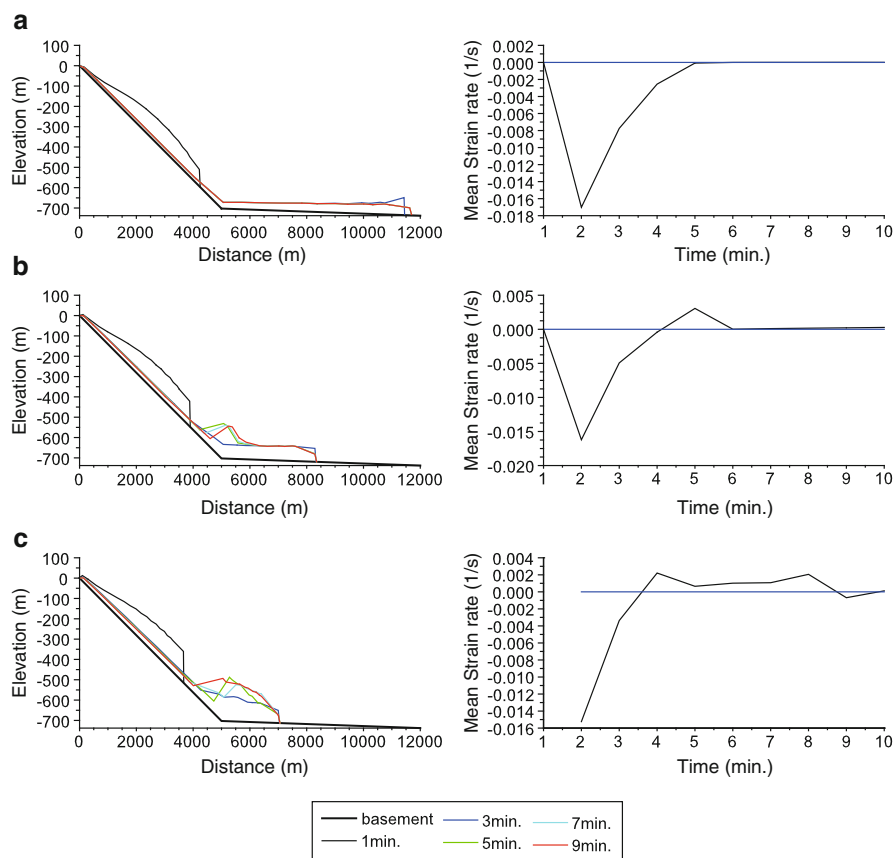 a
100
0
-100
-200
-300
-400
-500
-600
-700
Elevation (m)
0 2000 4000 6000 8000 10000 12000
Distance (m)
0.002
0.000
-0.002
-0.004
-0.006
-0.008
-0.010
-0.012
-0.014
-0.016
-0.018
Mean Strain rate (1/s)
1 2 3 4 5 6 7 8 9 10
Time (min.)
b
100
0
-100
-200
-300
-400
-500
-600
-700
Elevation (m)
0 2000 4000 6000 8000 10000 12000
Distance (m)
0.005
0.000
-0.005
-0.010
-0.015
-0.020
Mean Strain rate (1/s)
1 2 3 4 5 6 7 8 9 10
Time (min.)
c
100
0
-100
-200
-300
-400
-500
-600
-700
Elevation (m)
0 2000 4000 6000 8000 10000 12000
Distance (m)
0.004
0.002
0.000
-0.002
-0.004
-0.006
-0.008
-0.010
-0.012
-0.014
-0.016
Mean Strain rate (1/s)
1 2 3 4 5 6 7 8 9 10
Time (min.)
basement 3min. 7min.
1min. 5min. 9min.